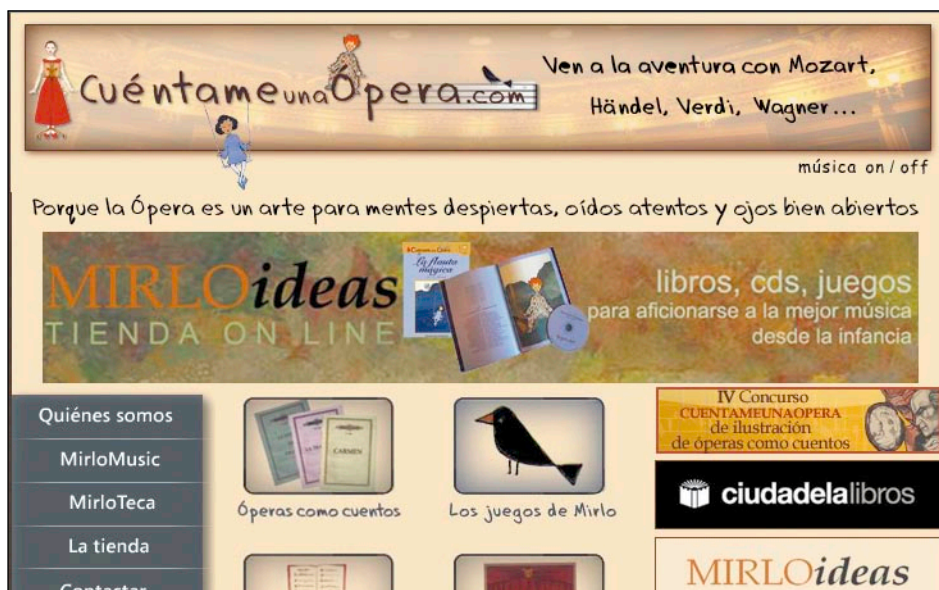 CuéntameunaÓpera.com
Ven a la aventura con Mozart,
Händel, Verdi, Wagner...
música on / off
Porque la Ópera es un arte para mentes despiertas, oídos atentos y ojos bien abiertos
MIRLOideas
TIENDA ON LINE
La flauta
mágica
libros, cds, juegos
para aficionarse a la mejor música
desde la infancia
Quiénes somos
MirloMusic
MirloTeca
La tienda
Contactar
CARMEN
Óperas como cuentos
Los juegos de Mirlo
IV Concurso
CUENTAMEUNAOPERA
de ilustración
de óperas como cuentos
ciudadelalibros
MIRLOideas